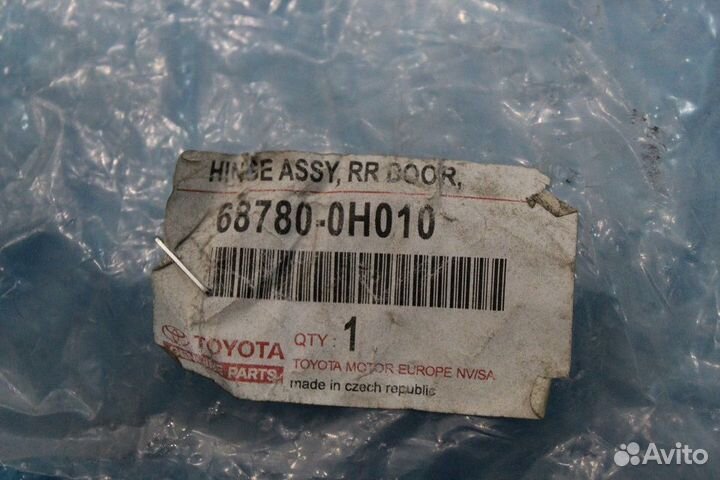 HINGE ASSY, RR DOOR,
68780-0H010
TOYOTA
GENUINE PARTS
QTY : 1
TOYOTA MOTOR EUROPE NV/SA
made in czech republic
Avito